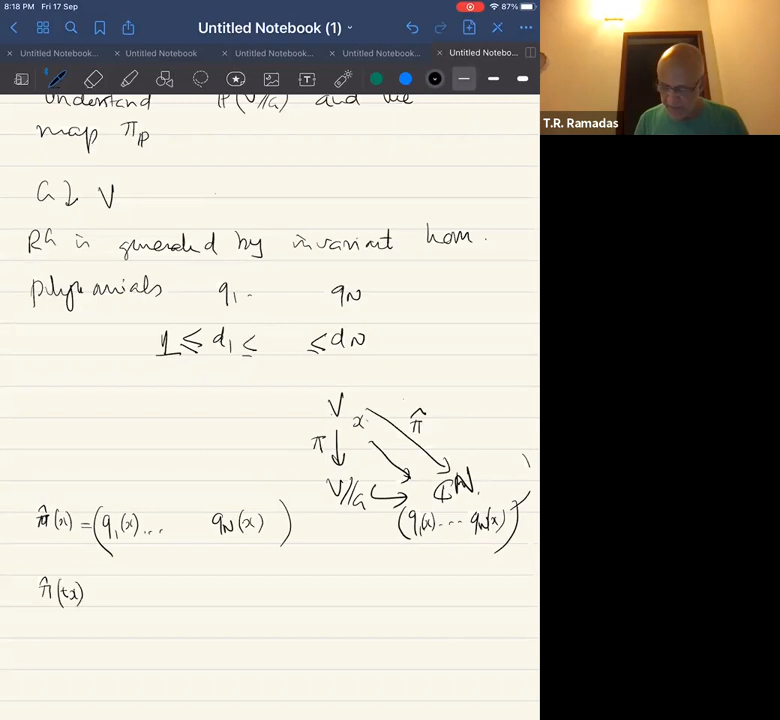 8:18 PM Fri 17 Sep
87%
Untitled Notebook (1)
Untitled Notebook...
Untitled Notebook
Untitled Notebook...
Untitled Notebook...
Untitled Notebo...
T.R. Ramadas
understand P(V//G) and the
map π_P
G ↷ V
R^G is generated by invariant hom.
polynomials q_1 .. q_N
1 ≤ d_1 ≤ ≤ d_N
V
x
π̂
π
V//G ↪ ℂ^N.
π̂(x) = (q_1(x)... q_N(x))
(q_1(x)... q_N(x))
π̂(tx)